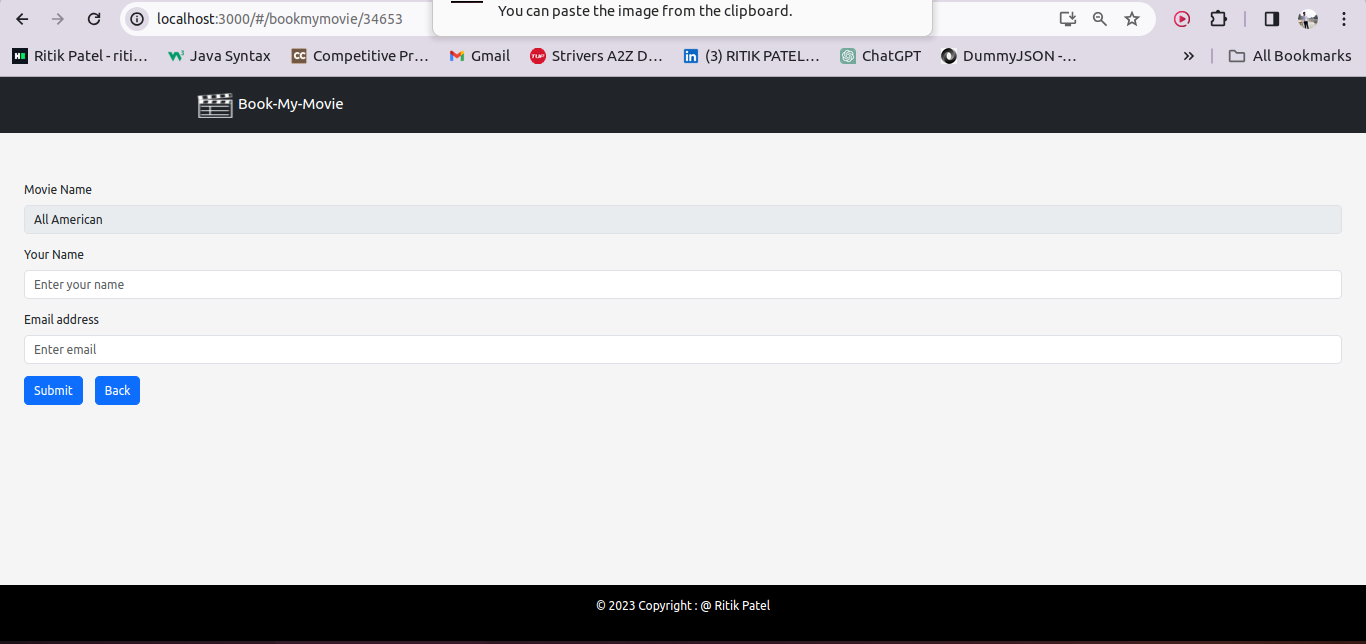 You can paste the image from the clipboard.
localhost:3000/#/bookmymovie/34653
Ritik Patel - riti... Java Syntax CC Competitive Pr... Gmail Strivers A2Z D... (3) RITIK PATEL... ChatGPT DummyJSON -... » All Bookmarks
Book-My-Movie
Movie Name
All American
Your Name
Enter your name
Email address
Enter email
Submit Back
© 2023 Copyright : @ Ritik Patel